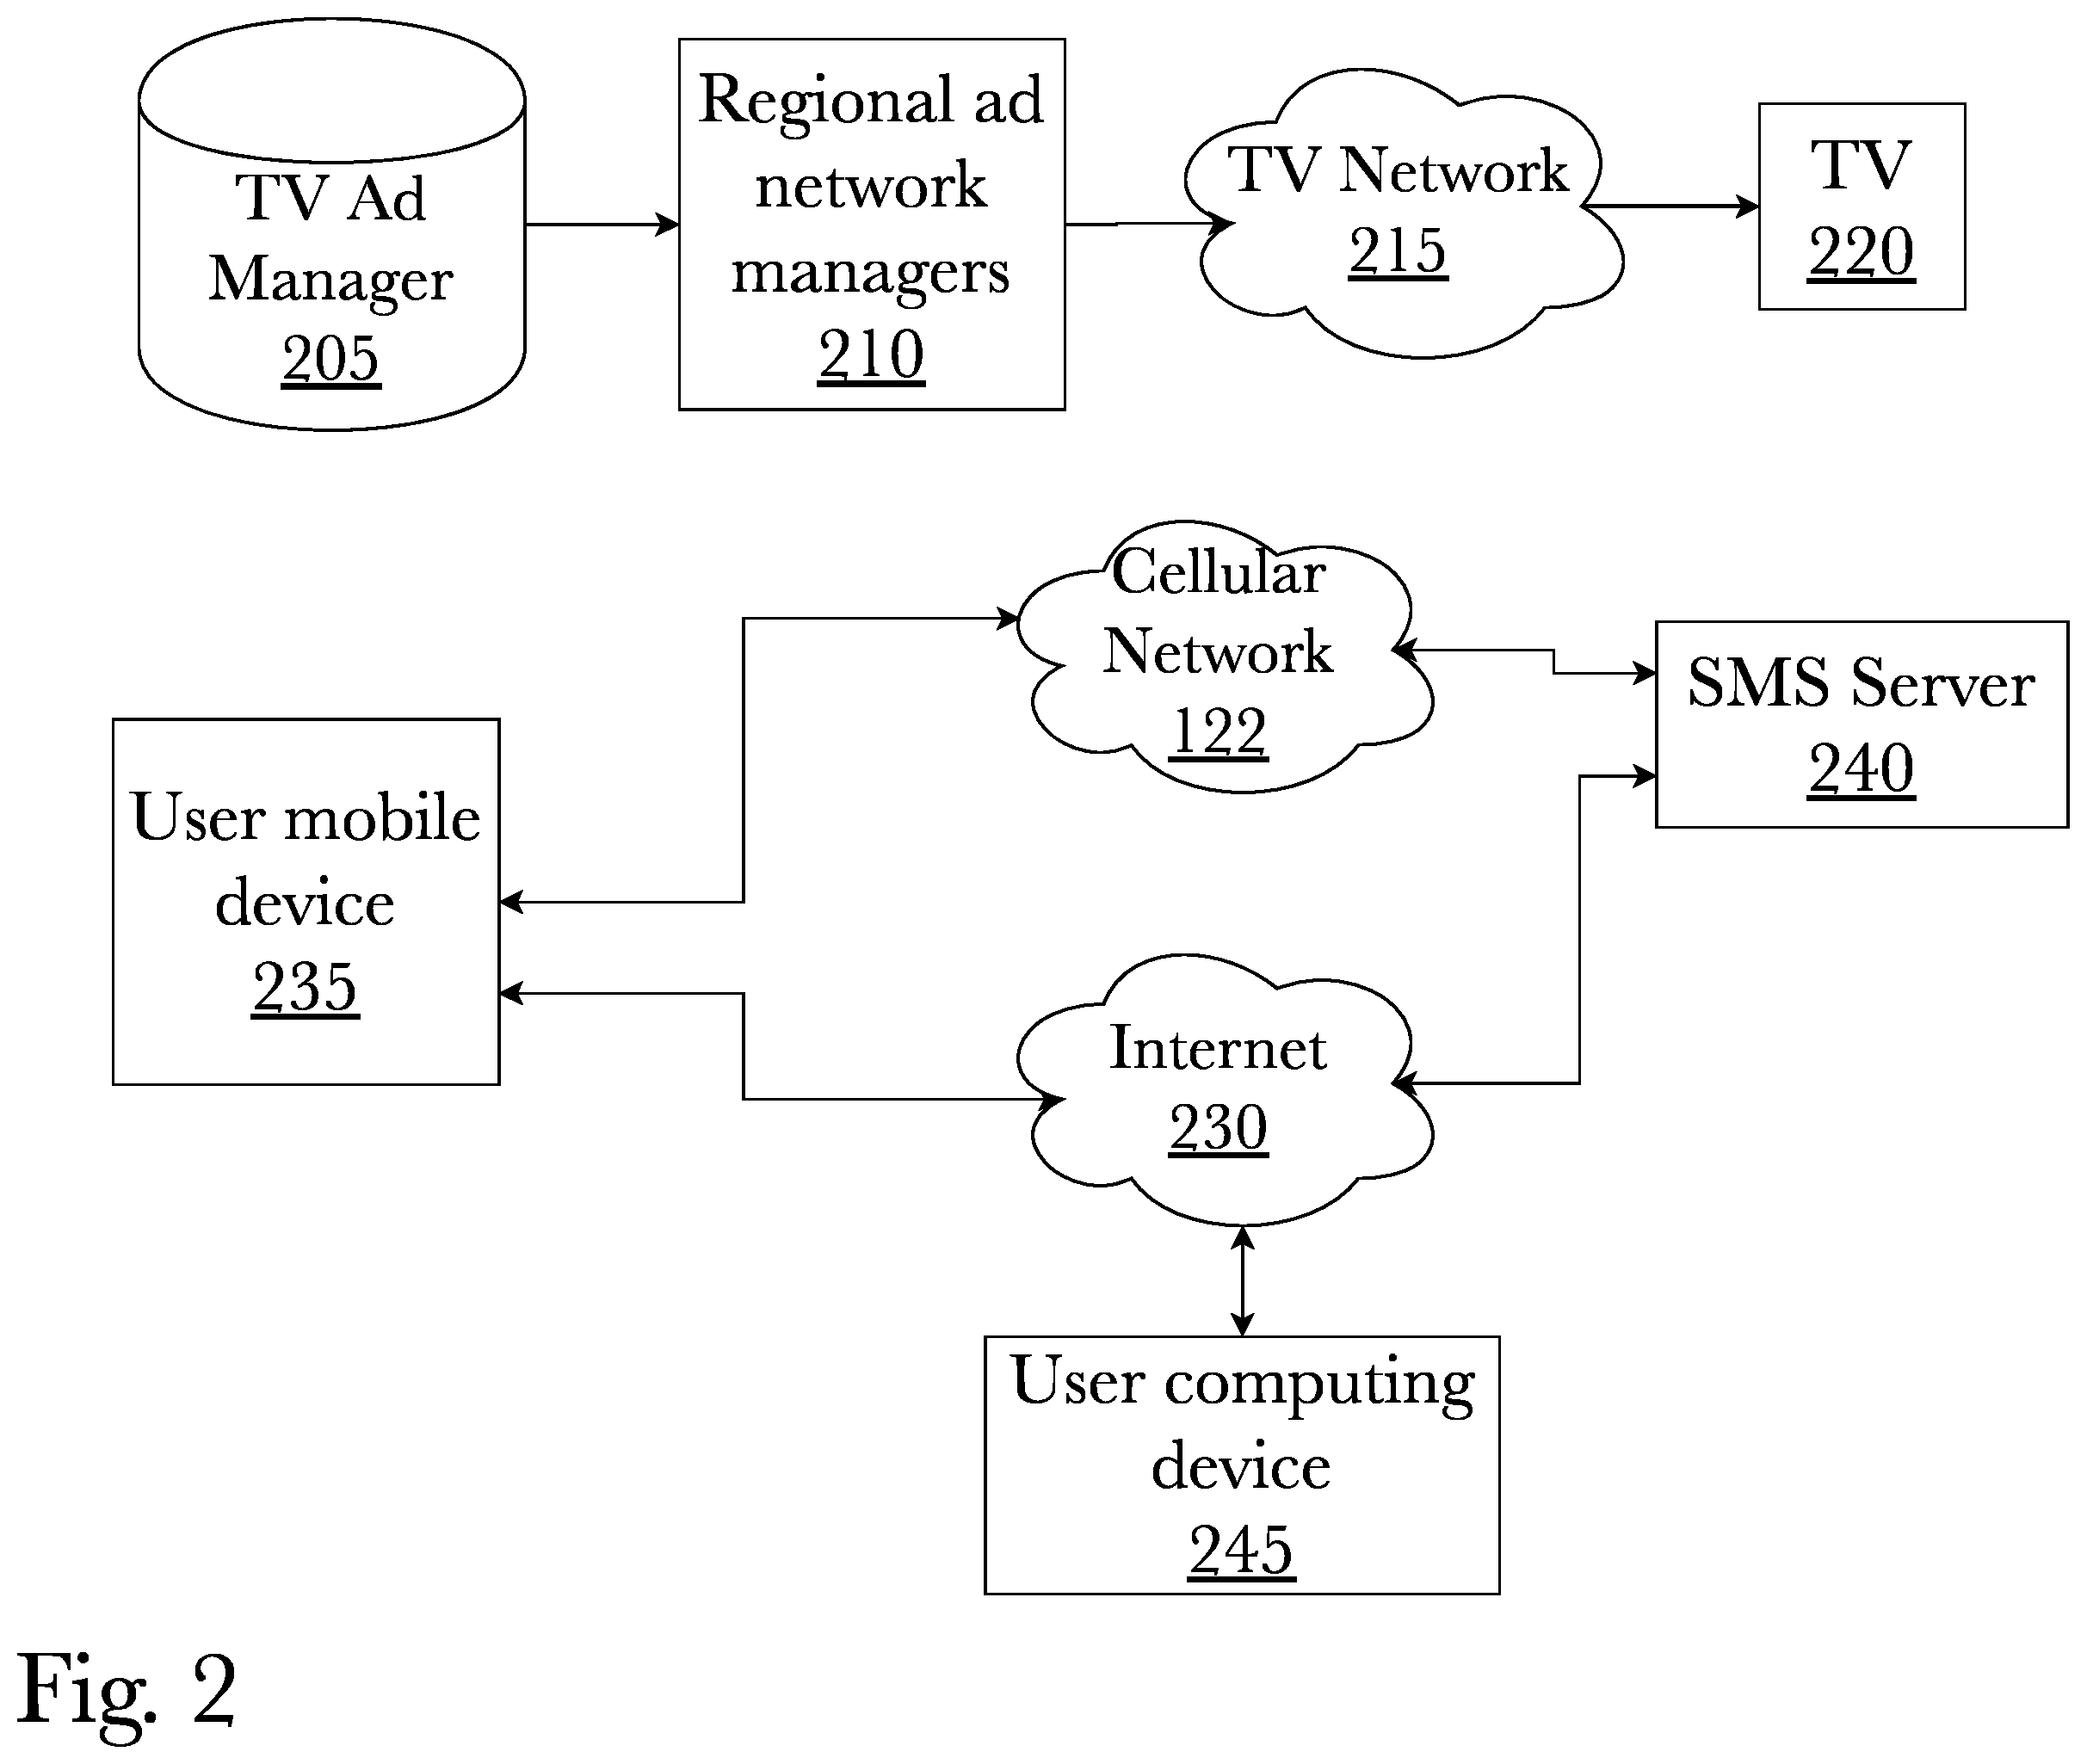 TV Ad
Manager
205
Regional ad
network
managers
210
TV Network
215
TV
220
Cellular
Network
122
SMS Server
240
User mobile
device
235
Internet
230
User computing
device
245
Fig. 2